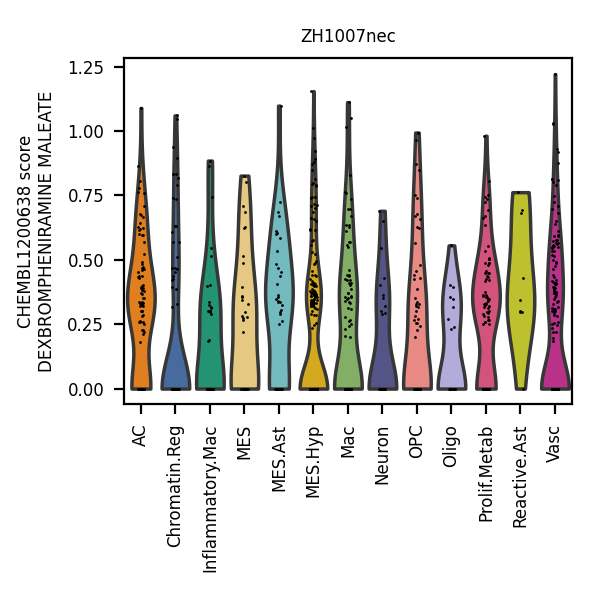 ZH1007nec
CHEMBL1200638 score
DEXBROMPHENIRAMINE MALEATE
1.25
1.00
0.75
0.50
0.25
0.00
AC
Chromatin.Reg
Inflammatory.Mac
MES
MES.Ast
MES.Hyp
Mac
Neuron
OPC
Oligo
Prolif.Metab
Reactive.Ast
Vasc